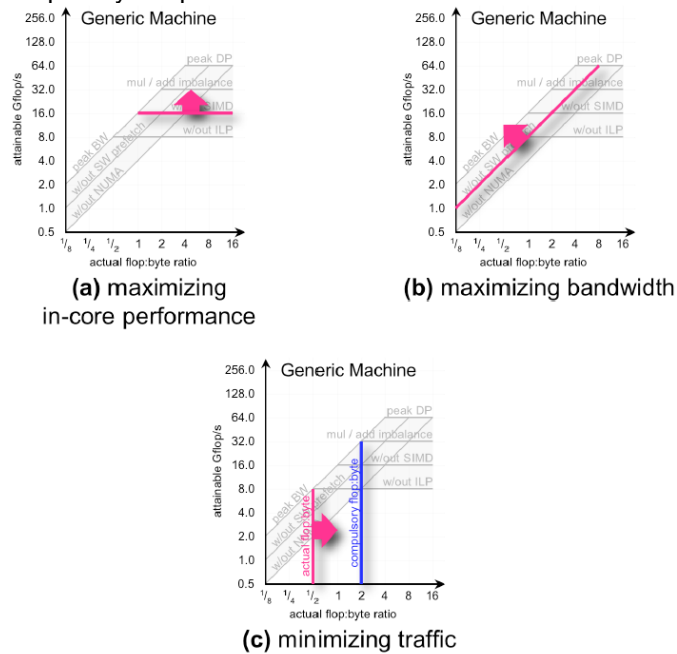 Generic Machine
256.0
128.0
64.0
32.0
16.0
8.0
4.0
2.0
1.0
0.5
attainable Gflop/s
peak DP
mul / add imbalance
w/out SIMD
w/out ILP
peak BW
w/out SW prefetch
w/out NUMA
1/8 1/4 1/2 1 2 4 8 16
actual flop:byte ratio
(a) maximizing
in-core performance
Generic Machine
256.0
128.0
64.0
32.0
16.0
8.0
4.0
2.0
1.0
0.5
attainable Gflop/s
peak DP
mul / add imbalance
w/out SIMD
w/out ILP
peak BW
w/out SW prefetch
w/out NUMA
1/8 1/4 1/2 1 2 4 8 16
actual flop:byte ratio
(b) maximizing bandwidth
Generic Machine
256.0
128.0
64.0
32.0
16.0
8.0
4.0
2.0
1.0
0.5
attainable Gflop/s
peak DP
mul / add imbalance
w/out SIMD
w/out ILP
peak BW
w/out SW prefetch
actual flop:byte
compulsory flop:byte
1/8 1/4 1/2 1 2 4 8 16
actual flop:byte ratio
(c) minimizing traffic